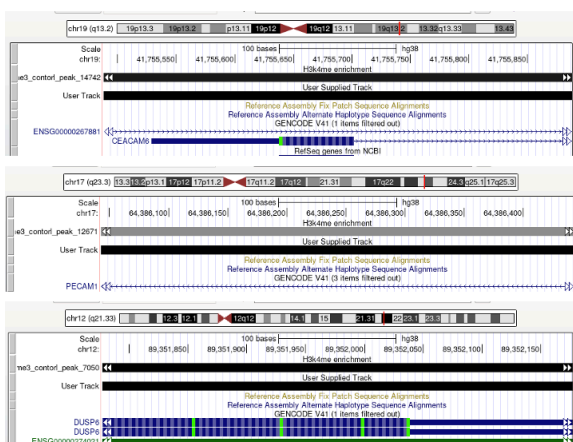 chr19 (q13.2) 19p13.3 19p13.2 p13.11 19p12 19q12 13.11 19q13.2 13.32 q13.33 13.43
Scale 100 bases hg38
chr19: 41,755,550 41,755,600 41,755,650 41,755,700 41,755,750 41,755,800 41,755,850
H3k4me enrichment
me3_contorl_peak_14742
User Supplied Track
User Track
Reference Assembly Fix Patch Sequence Alignments
Reference Assembly Alternate Haplotype Sequence Alignments
GENCODE V41 (1 items filtered out)
ENSG00000267881
CEACAM6
RefSeq genes from NCBI
chr17 (q23.3) 13.3 13.2 p13.1 17p12 17p11.2 17q11.2 17q12 21.31 17q22 24.3 q25.1 17q25.3
Scale 100 bases hg38
chr17: 64,386,100 64,386,150 64,386,200 64,386,250 64,386,300 64,386,350 64,386,400
H3k4me enrichment
e3_contorl_peak_12671
User Supplied Track
User Track
Reference Assembly Fix Patch Sequence Alignments
Reference Assembly Alternate Haplotype Sequence Alignments
GENCODE V41 (3 items filtered out)
PECAM1
chr12 (q21.33) 12.3 12.1 12q12 14.1 15 21.31 22 23.1 23.3
Scale 100 bases hg38
chr12: 89,351,850 89,351,900 89,351,950 89,352,000 89,352,050 89,352,100 89,352,150
H3k4me enrichment
me3_contorl_peak_7050
User Supplied Track
User Track
Reference Assembly Fix Patch Sequence Alignments
Reference Assembly Alternate Haplotype Sequence Alignments
GENCODE V41 (1 items filtered out)
DUSP6
DUSP6